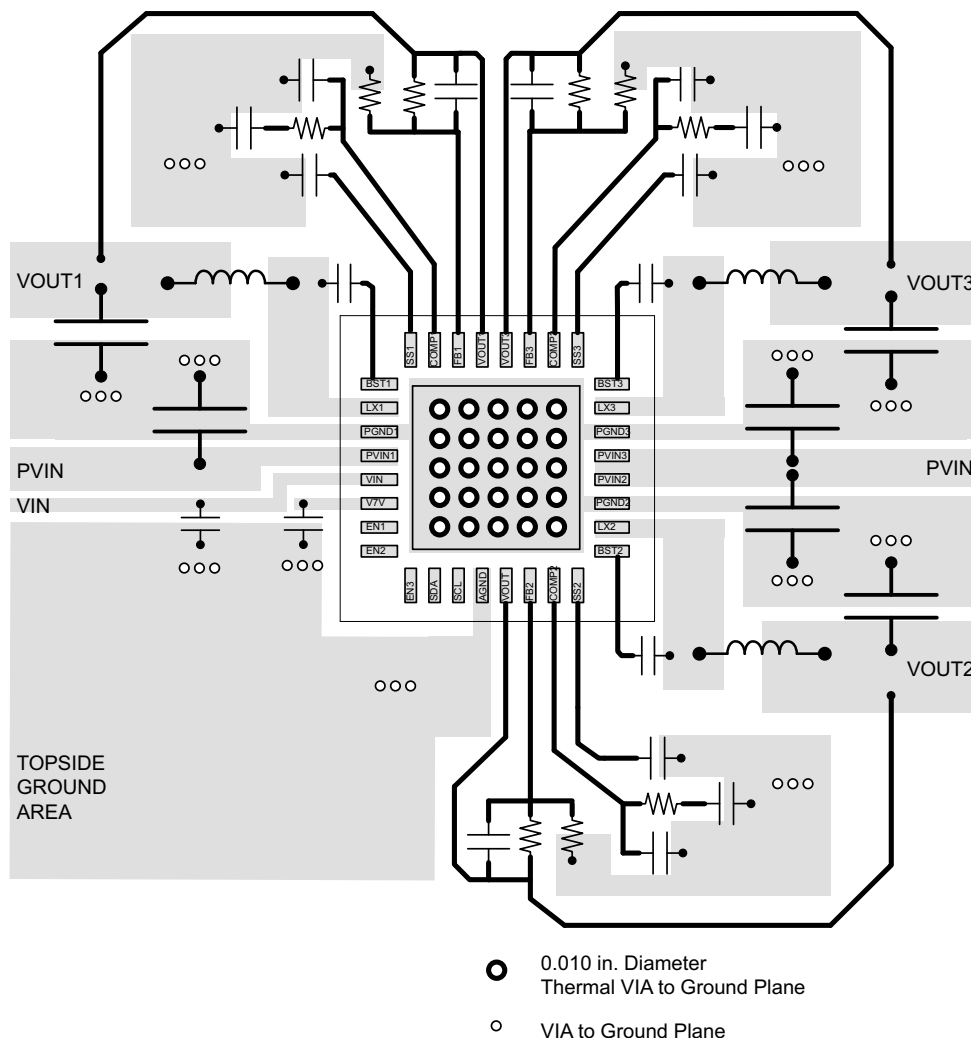 VOUT1
VOUT3
SS1
COMP1
FB1
VOUT1
VOUT3
FB3
COMP2
SS3
BST1
LX1
PGND1
PVIN1
VIN
V7V
EN1
EN2
BST3
LX3
PGND3
PVIN3
PVIN2
PGND2
LX2
BST2
PVIN
VIN
PVIN
EN3
SDA
SCL
AGND
VOUT
FB2
COMP2
SS2
VOUT2
TOPSIDE
GROUND
AREA
0.010 in. Diameter
Thermal VIA to Ground Plane
VIA to Ground Plane